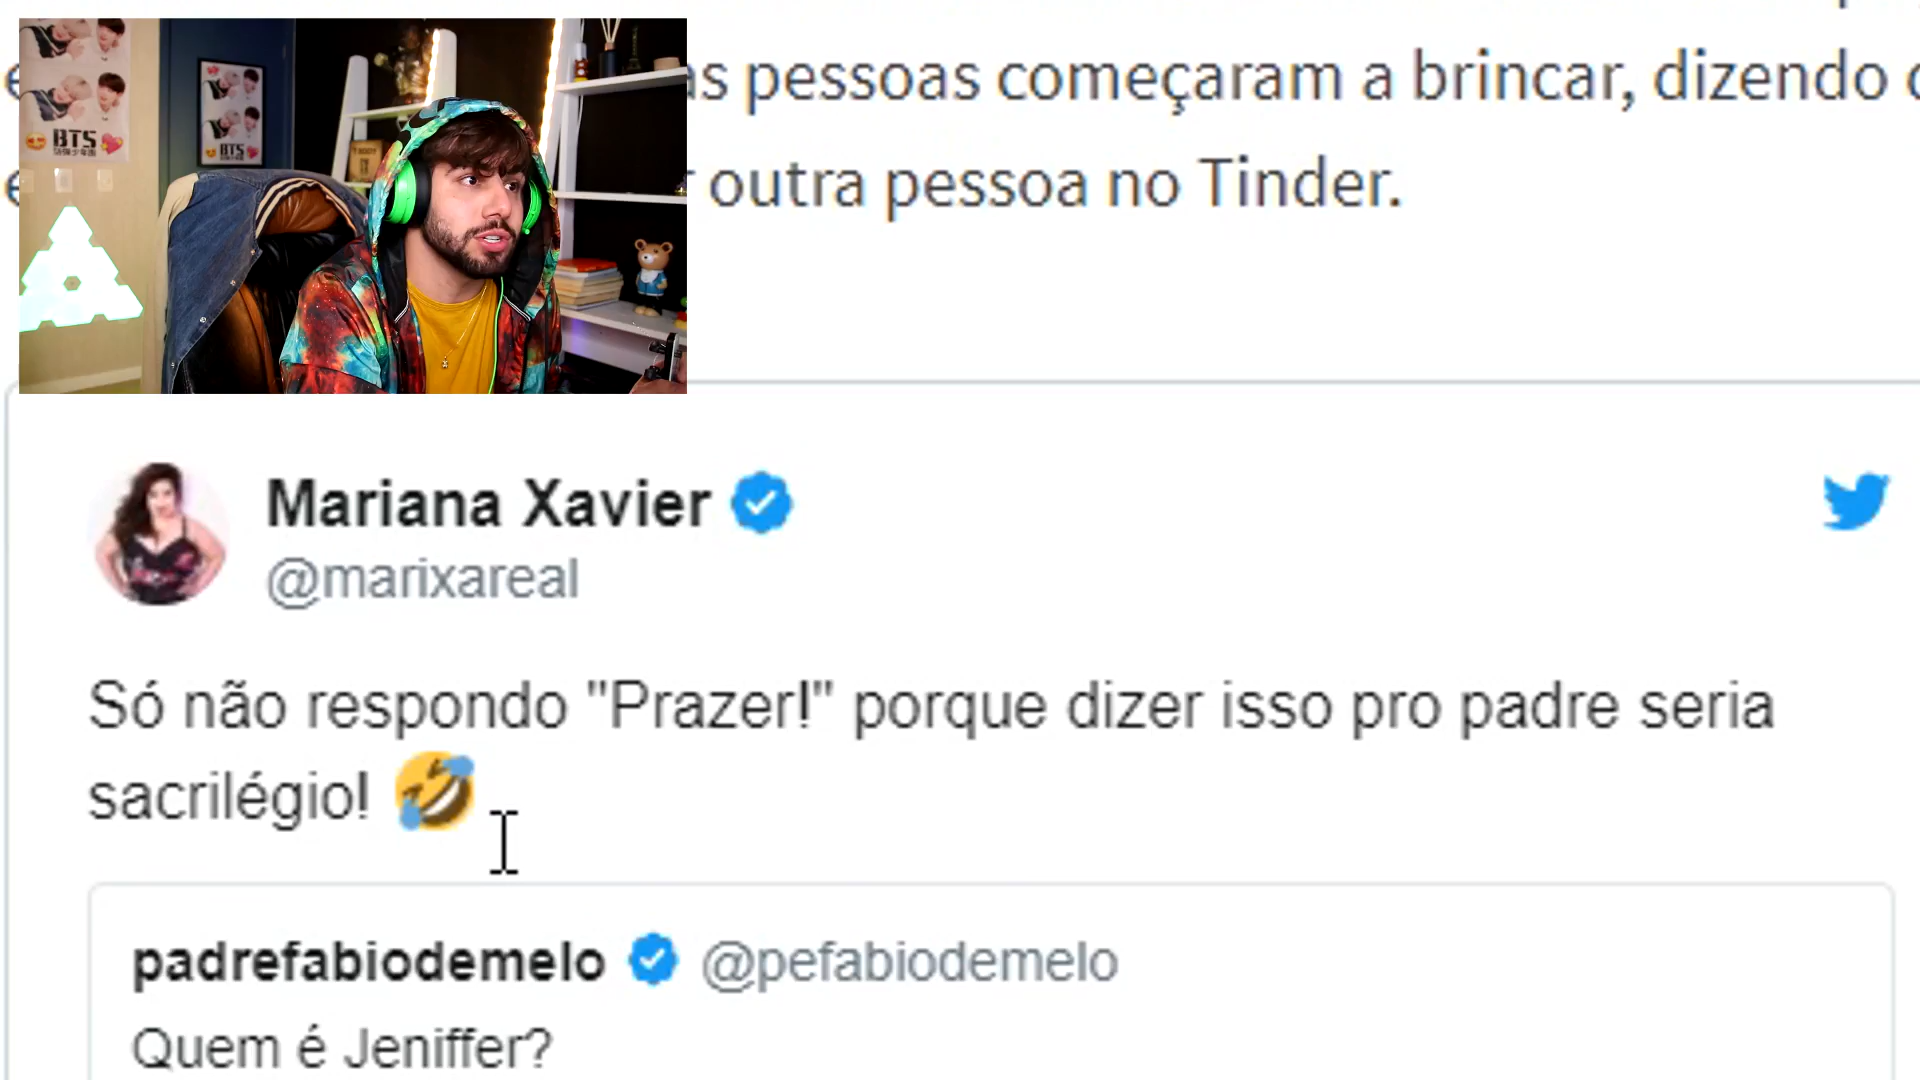 as pessoas começaram a brincar, dizendo
outra pessoa no Tinder.
BTS
BTS
Mariana Xavier
@marixareal
Só não respondo "Prazer!" porque dizer isso pro padre seria
sacrilégio! 🤣
padrefabiodemelo @pefabiodemelo
Quem é Jeniffer?